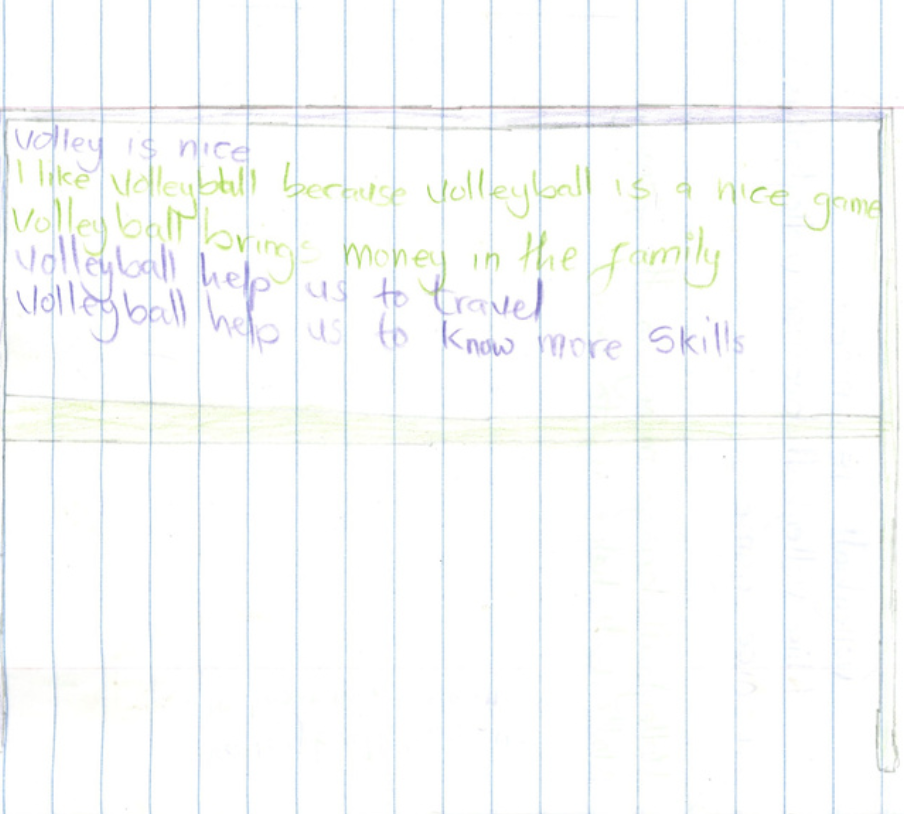 volley is nice
I like Volleyball because volleyball is a nice game
Volleyball brings money in the family
Volleyball help us to travel
Volleyball help us to know more skills